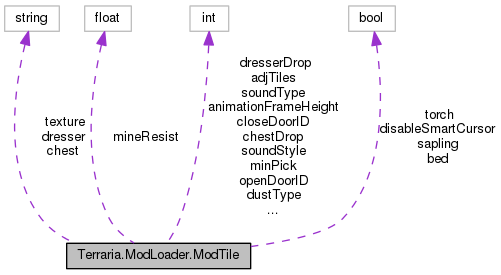 string
float
int
bool
dresserDrop
adjTiles
soundType
animationFrameHeight
closeDoorID
chestDrop
soundStyle
minPick
openDoorID
dustType
...
texture
dresser
chest
mineResist
torch
disableSmartCursor
sapling
bed
Terraria.ModLoader.ModTile